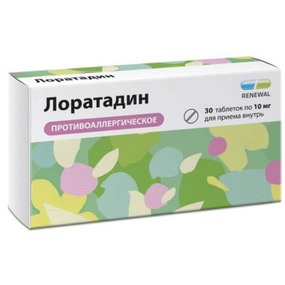 RENEWAL
Лоратадин
ПРОТИВОАЛЛЕРГИЧЕСКОЕ
30 таблеток по 10 мг
для приема внутрь